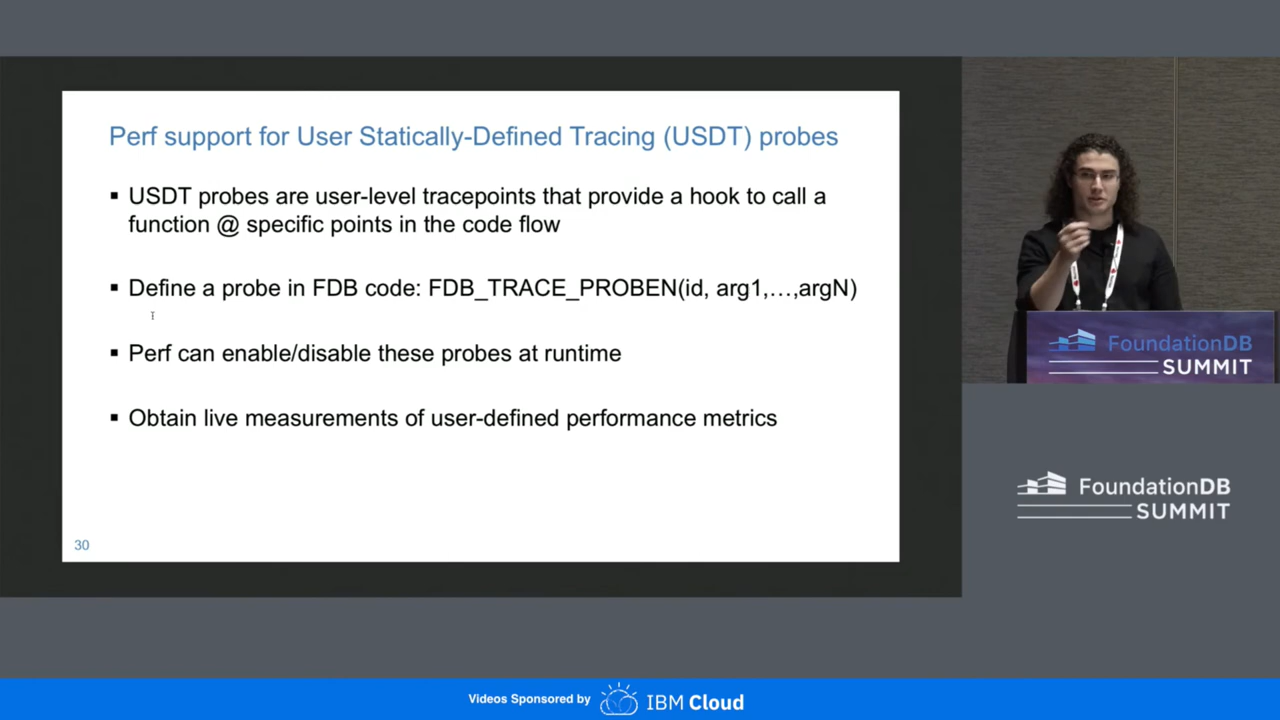 Perf support for User Statically-Defined Tracing (USDT) probes
▪ USDT probes are user-level tracepoints that provide a hook to call a
function @ specific points in the code flow
▪ Define a probe in FDB code: FDB_TRACE_PROBEN(id, arg1,…,argN)
▪ Perf can enable/disable these probes at runtime
▪ Obtain live measurements of user-defined performance metrics
30
FoundationDB
SUMMIT
FoundationDB
SUMMIT
Videos Sponsored by IBM Cloud